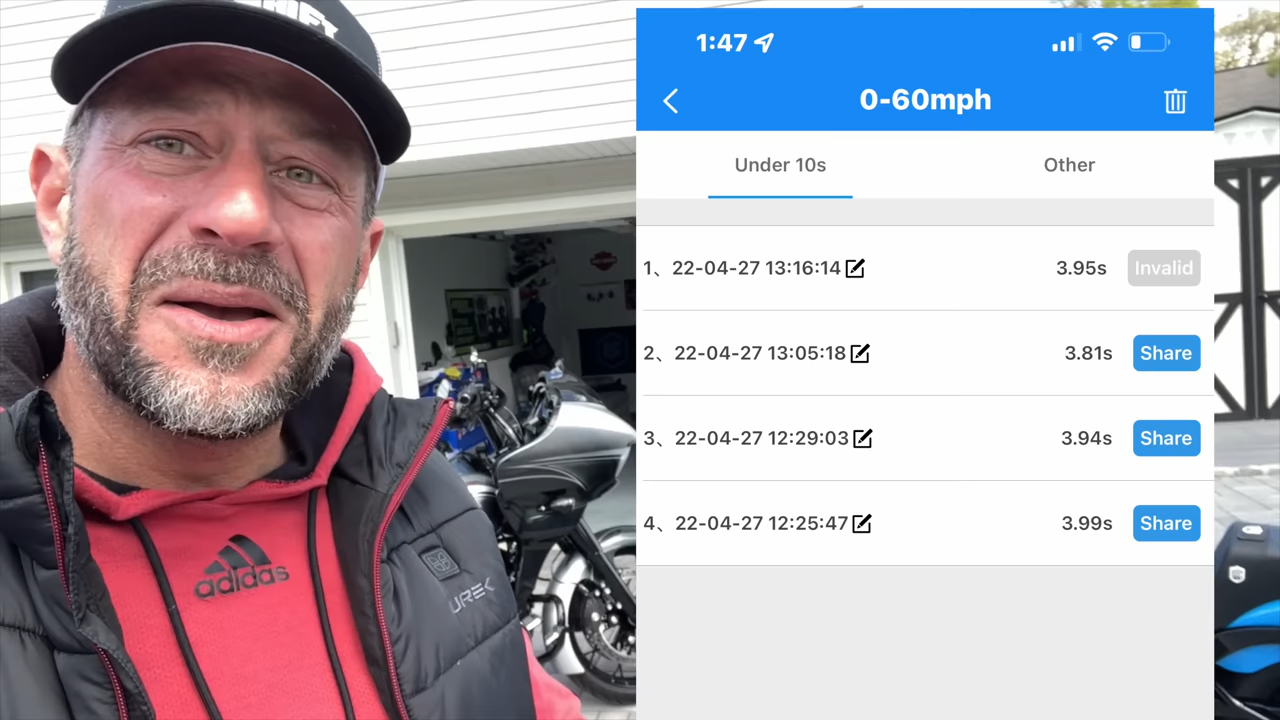 adidas
1:47
0-60mph
Under 10s Other
1、22-04-27 13:16:14 3.95s Invalid
2、22-04-27 13:05:18 3.81s Share
3、22-04-27 12:29:03 3.94s Share
4、22-04-27 12:25:47 3.99s Share